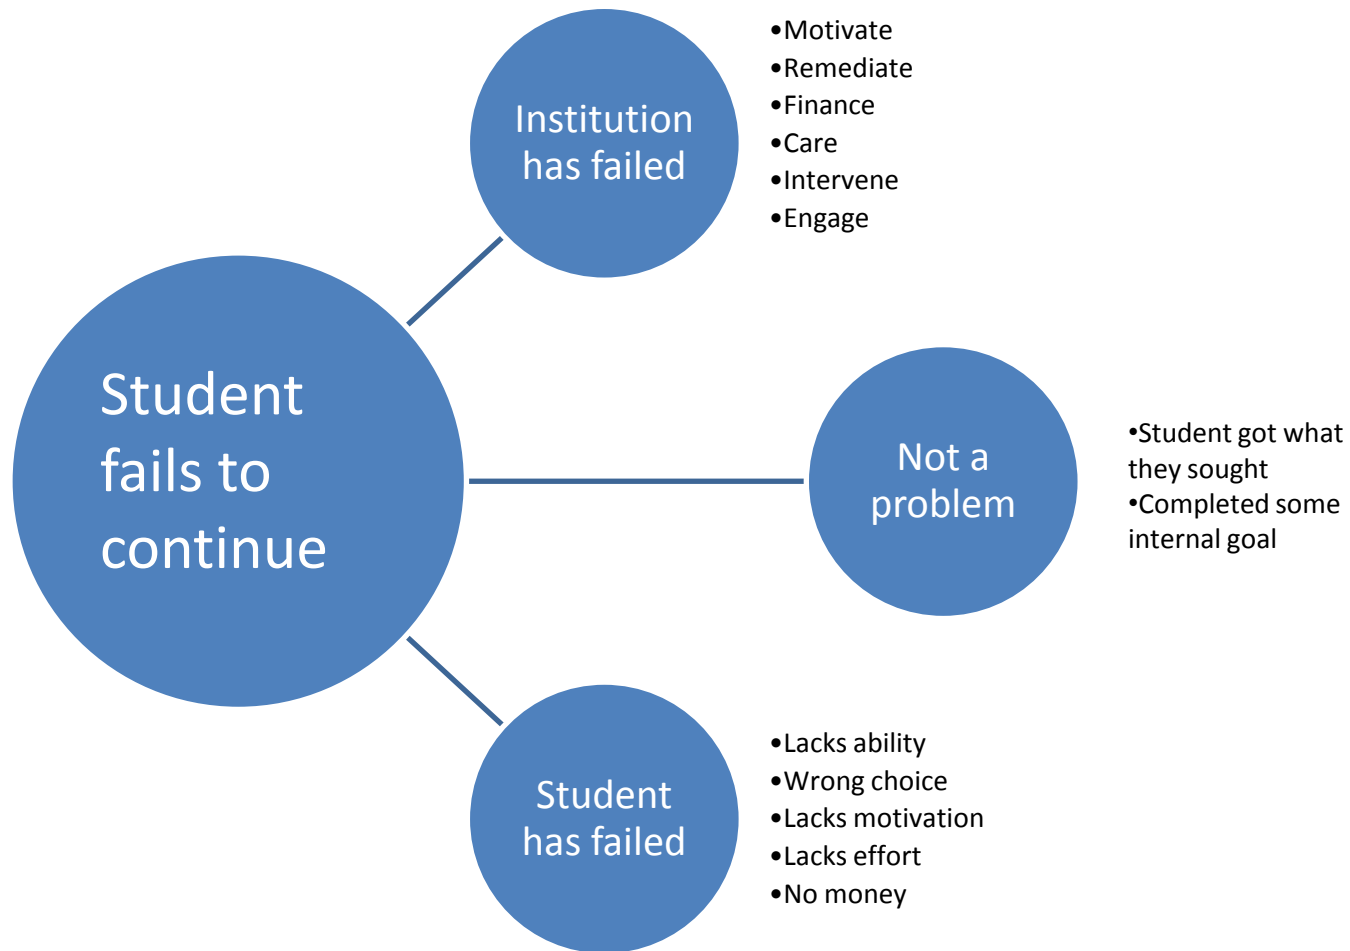 Institution
has failed
•Motivate
•Remediate
•Finance
•Care
•Intervene
•Engage
Student
fails to
continue
Not a
problem
•Student got what
they sought
•Completed some
internal goal
Student
has failed
•Lacks ability
•Wrong choice
•Lacks motivation
•Lacks effort
•No money